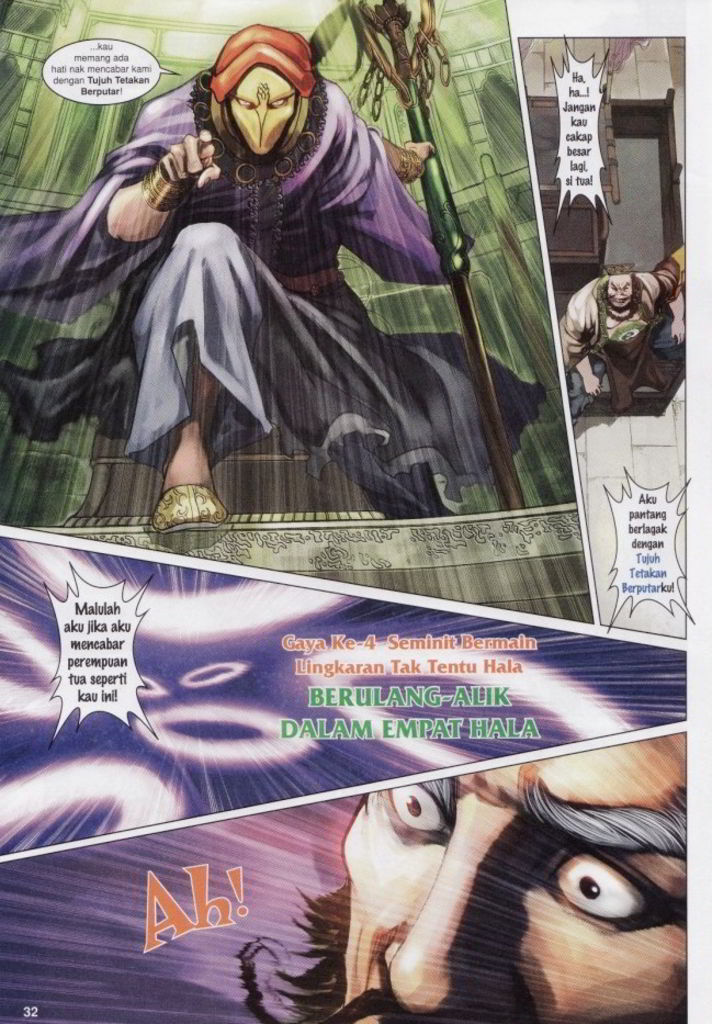 ...kau
memang ada
hati nak mencabar kami
dengan Tujuh Tetakan
Berputar!
Ha,
ha...!
Jangan
kau
cakap
besar
lagi,
si tua!
Aku
pantang
berlagak
dengan
Tujuh
Tetakan
Berputarku!
Malulah
aku jika aku
mencabar
perempuan
tua seperti
kau ini!
Gaya Ke-4 Seminit Bermain
Lingkaran Tak Tentu Hala
BERULANG-ALIK
DALAM EMPAT HALA
Ah!
32